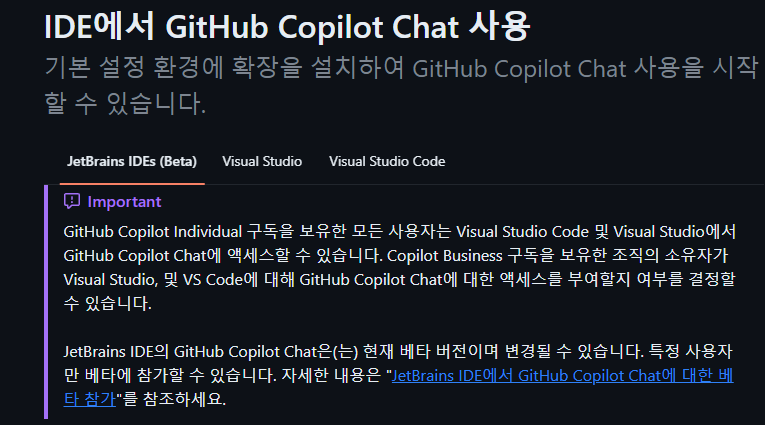 IDE에서 GitHub Copilot Chat 사용
기본 설정 환경에 확장을 설치하여 GitHub Copilot Chat 사용을 시작
할 수 있습니다.
JetBrains IDEs (Beta) Visual Studio Visual Studio Code
Important
GitHub Copilot Individual 구독을 보유한 모든 사용자는 Visual Studio Code 및 Visual Studio에서
GitHub Copilot Chat에 액세스할 수 있습니다. Copilot Business 구독을 보유한 조직의 소유자가
Visual Studio, 및 VS Code에 대해 GitHub Copilot Chat에 대한 액세스를 부여할지 여부를 결정할
수 있습니다.
JetBrains IDE의 GitHub Copilot Chat은(는) 현재 베타 버전이며 변경될 수 있습니다. 특정 사용자
만 베타에 참가할 수 있습니다. 자세한 내용은 "JetBrains IDE에서 GitHub Copilot Chat에 대한 베
타 참가"를 참조하세요.